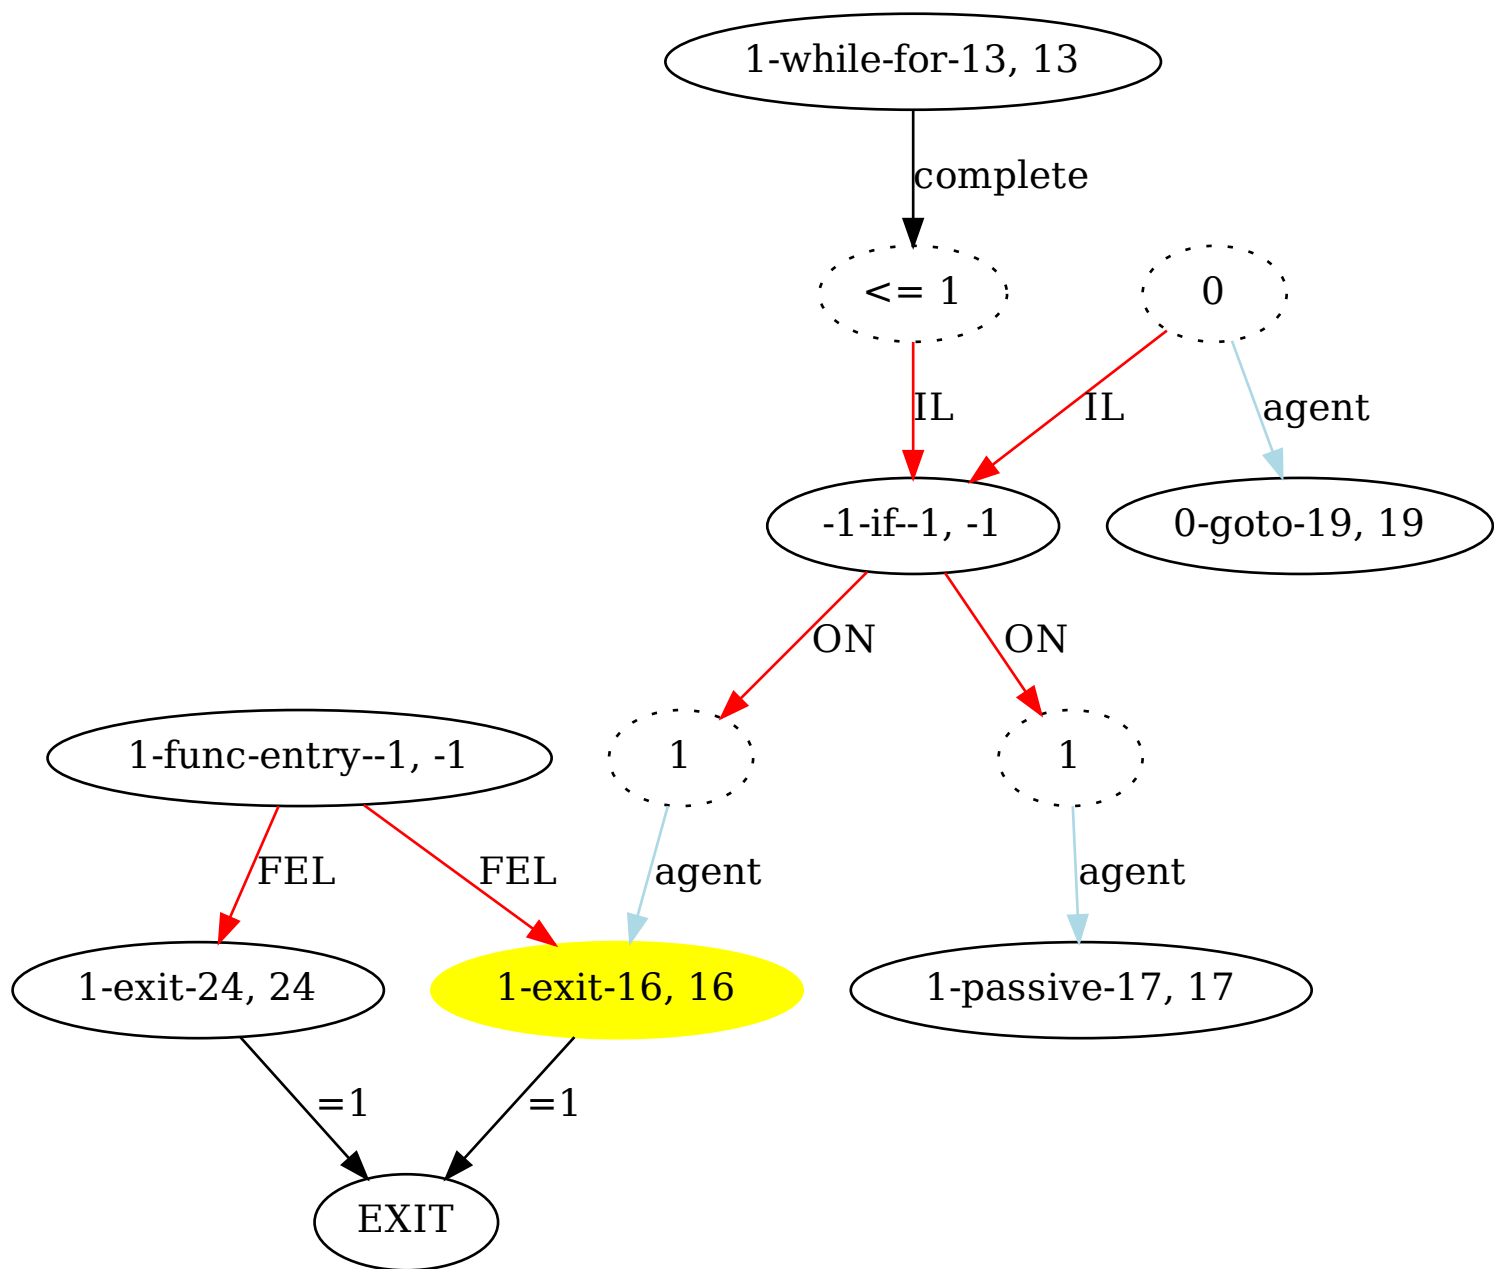 1-while-for-13, 13
complete
<= 1
0
IL
IL
agent
-1-if--1, -1
0-goto-19, 19
ON
ON
1-func-entry--1, -1
1
1
FEL
FEL
agent
agent
1-exit-24, 24
1-exit-16, 16
1-passive-17, 17
=1
=1
EXIT